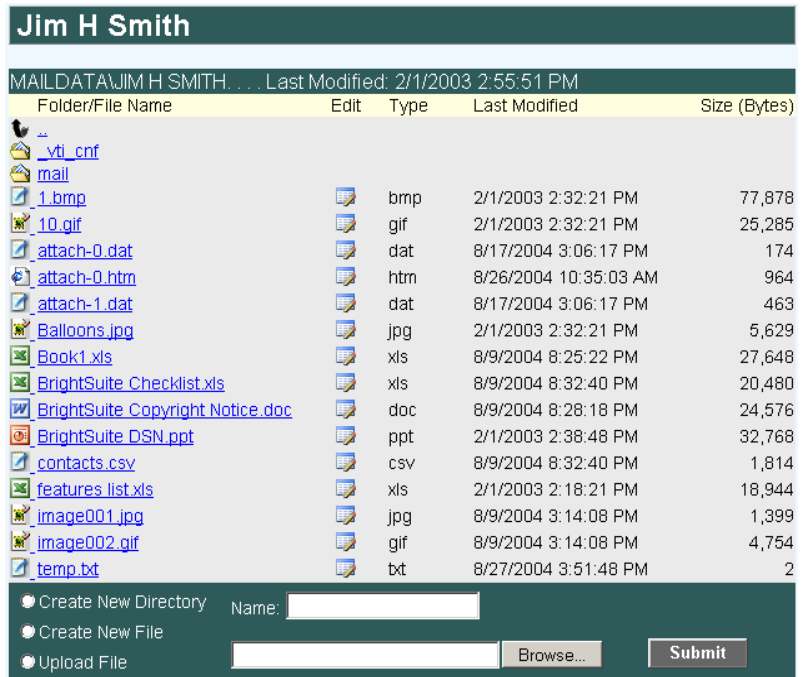 Jim H Smith
MAILDATA\JIM H SMITH. . . . Last Modified: 2/1/2003 2:55:51 PM
Folder/File Name Edit Type Last Modified Size (Bytes)
..
_vti_cnf
mail
1.bmp bmp 2/1/2003 2:32:21 PM 77,878
10.gif gif 2/1/2003 2:32:21 PM 25,285
attach-0.dat dat 8/17/2004 3:06:17 PM 174
attach-0.htm htm 8/26/2004 10:35:03 AM 964
attach-1.dat dat 8/17/2004 3:06:17 PM 463
Balloons.jpg jpg 2/1/2003 2:32:21 PM 5,629
Book1.xls xls 8/9/2004 8:25:22 PM 27,648
BrightSuite Checklist.xls xls 8/9/2004 8:32:40 PM 20,480
BrightSuite Copyright Notice.doc doc 8/9/2004 8:28:18 PM 24,576
BrightSuite DSN.ppt ppt 2/1/2003 2:38:48 PM 32,768
contacts.csv csv 8/9/2004 8:32:40 PM 1,814
features list.xls xls 2/1/2003 2:18:21 PM 18,944
image001.jpg jpg 8/9/2004 3:14:08 PM 1,399
image002.gif gif 8/9/2004 3:14:08 PM 4,754
temp.txt txt 8/27/2004 3:51:48 PM 2
Create New Directory Name:
Create New File
Upload File Browse... Submit